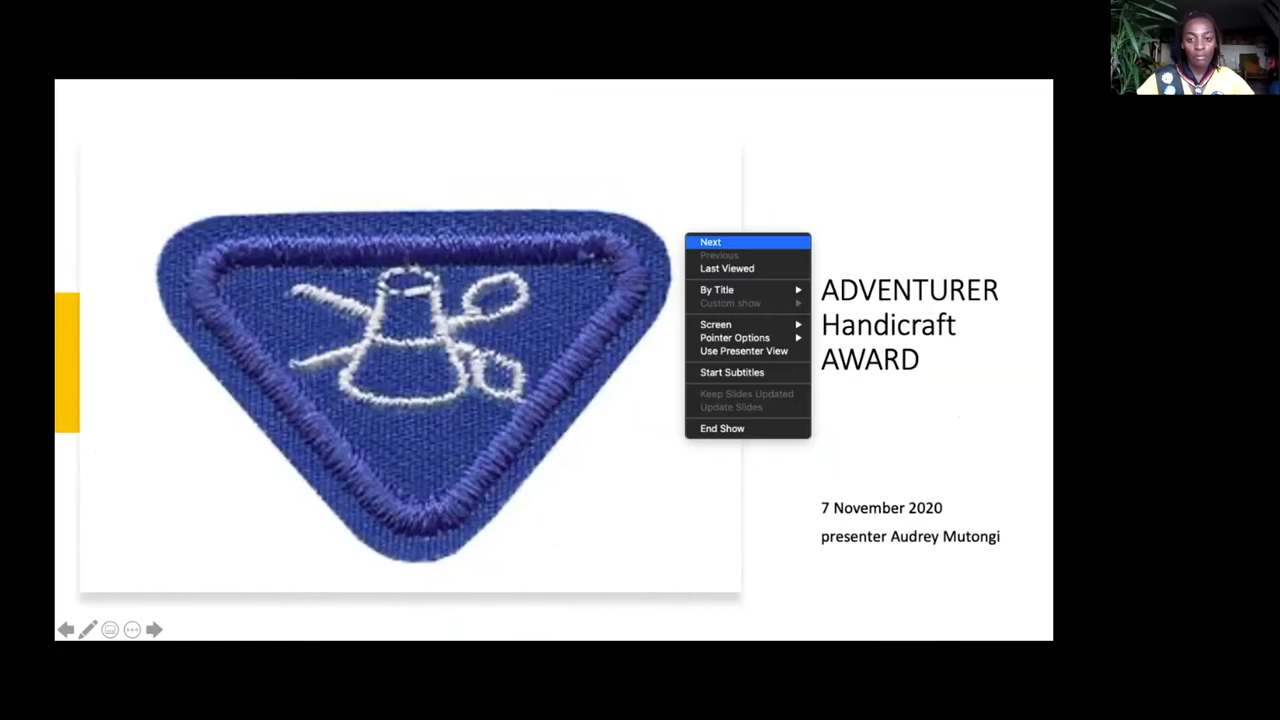 Next
Previous
Last Viewed
By Title
Custom show
Screen
Pointer Options
Use Presenter View
Start Subtitles
Keep Slides Updated
Update Slides
End Show
ADVENTURER
Handicraft
AWARD
7 November 2020
presenter Audrey Mutongi